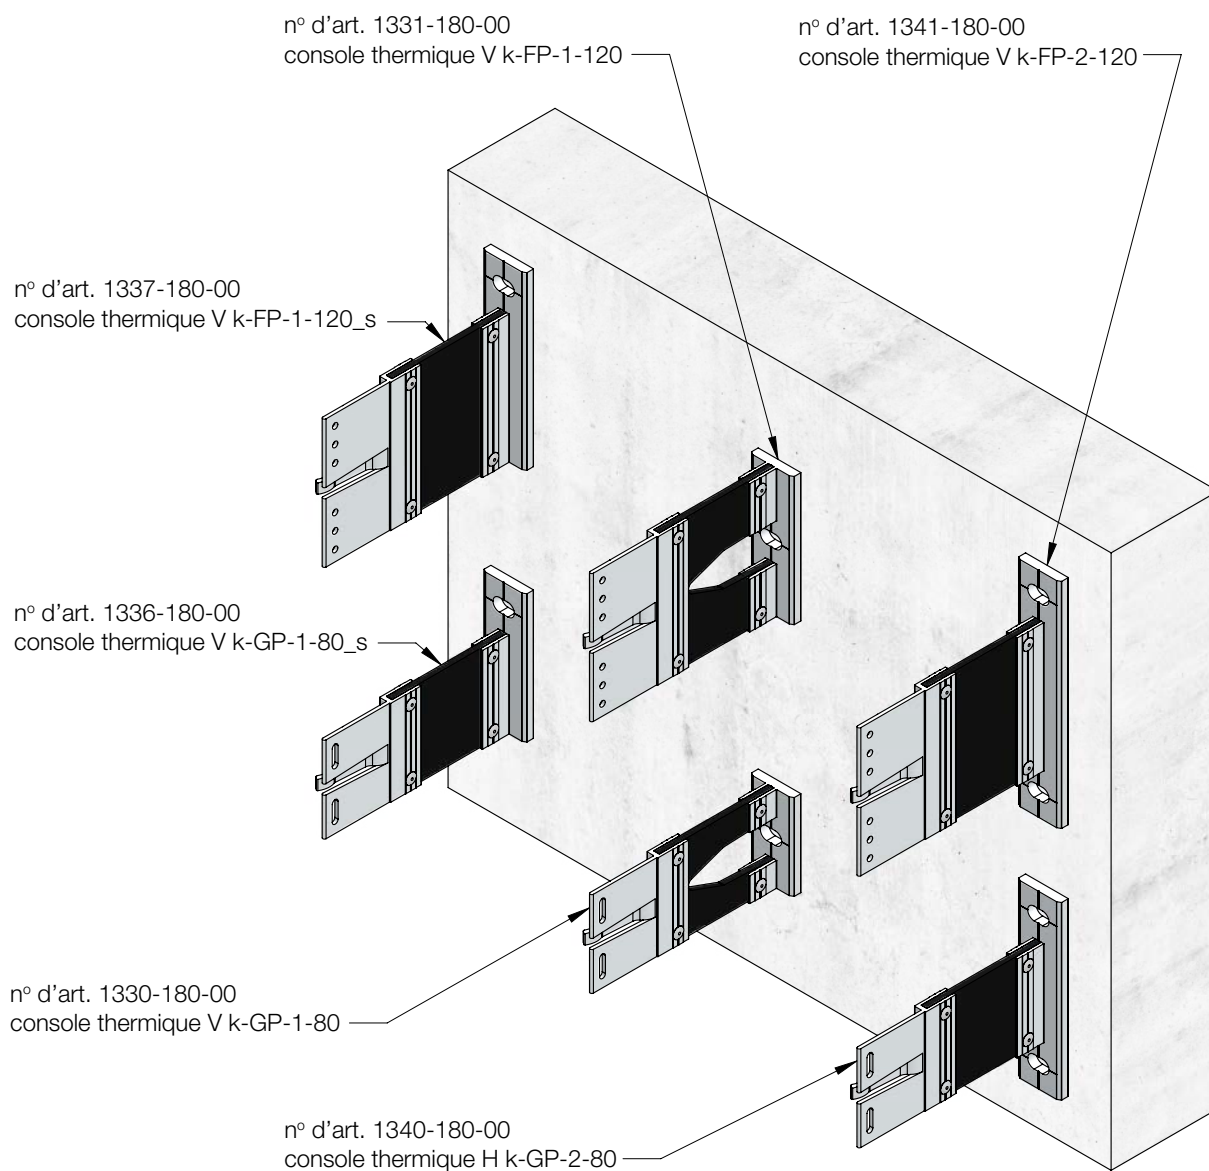 nº d’art. 1331-180-00
console thermique V k-FP-1-120
nº d’art. 1341-180-00
console thermique V k-FP-2-120
nº d’art. 1337-180-00
console thermique V k-FP-1-120_s
nº d’art. 1336-180-00
console thermique V k-GP-1-80_s
nº d’art. 1330-180-00
console thermique V k-GP-1-80
nº d’art. 1340-180-00
console thermique H k-GP-2-80